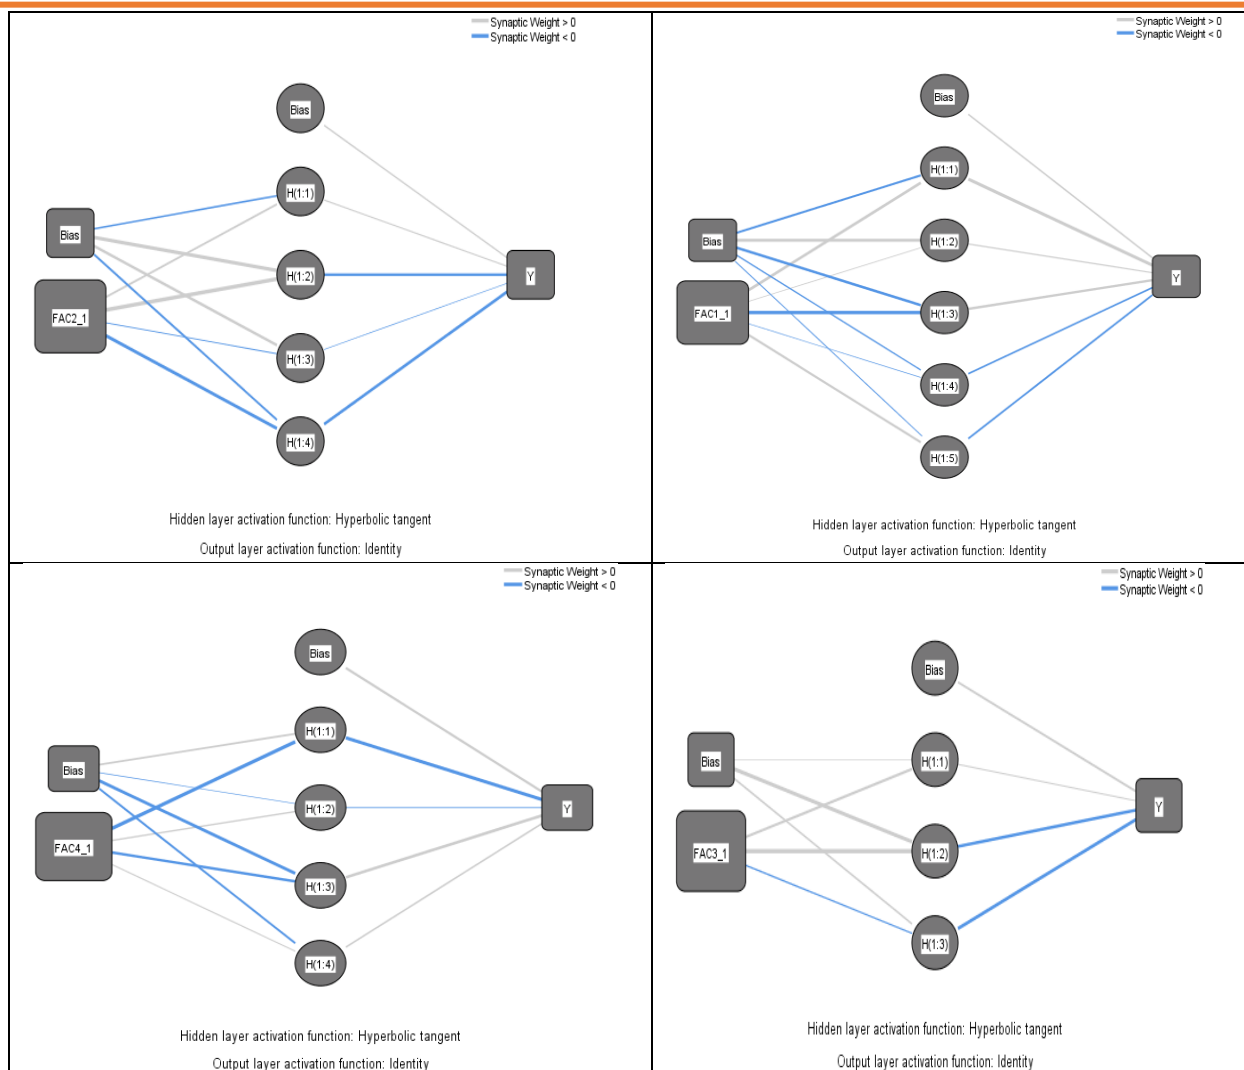 Synaptic Weight > 0
Synaptic Weight < 0
Bias
H(1:1)
Bias
H(1:2)
Y
FAC2_1
H(1:3)
H(1:4)
Hidden layer activation function: Hyperbolic tangent
Output layer activation function: Identity
Synaptic Weight > 0
Synaptic Weight < 0
Bias
H(1:1)
Bias
H(1:2)
Y
FAC1_1
H(1:3)
H(1:4)
H(1:5)
Hidden layer activation function: Hyperbolic tangent
Output layer activation function: Identity
Synaptic Weight > 0
Synaptic Weight < 0
Bias
H(1:1)
Bias
H(1:2)
Y
FAC4_1
H(1:3)
H(1:4)
Hidden layer activation function: Hyperbolic tangent
Output layer activation function: Identity
Synaptic Weight > 0
Synaptic Weight < 0
Bias
H(1:1)
Bias
Y
FAC3_1
H(1:2)
H(1:3)
Hidden layer activation function: Hyperbolic tangent
Output layer activation function: Identity